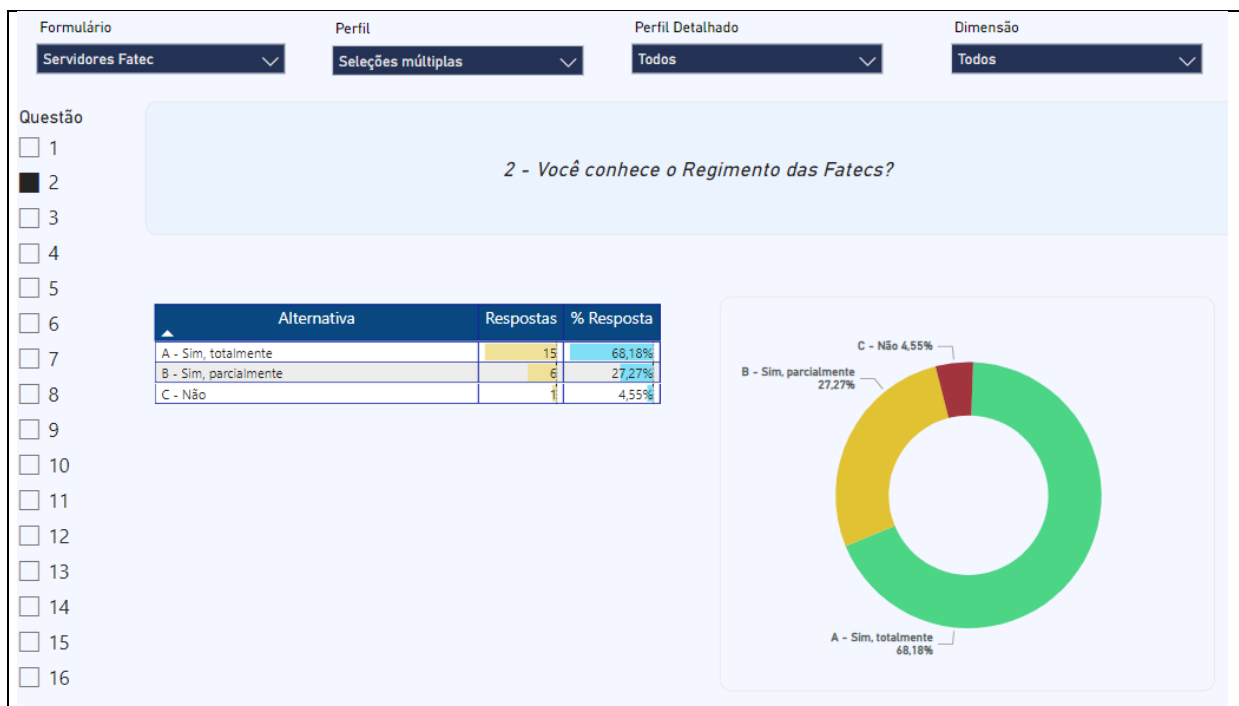 Formulário
Perfil
Perfil Detalhado
Dimensão
Servidores Fatec
Seleções múltiplas
Todos
Todos
Questão
1
2
3
4
5
6
7
8
9
10
11
12
13
14
15
16
2 - Você conhece o Regimento das Fatecs?
Alternativa Respostas % Resposta
A - Sim, totalmente 15 68,18%
B - Sim, parcialmente 6 27,27%
C - Não 1 4,55%
C - Não 4,55%
B - Sim, parcialmente
27,27%
A - Sim, totalmente
68,18%